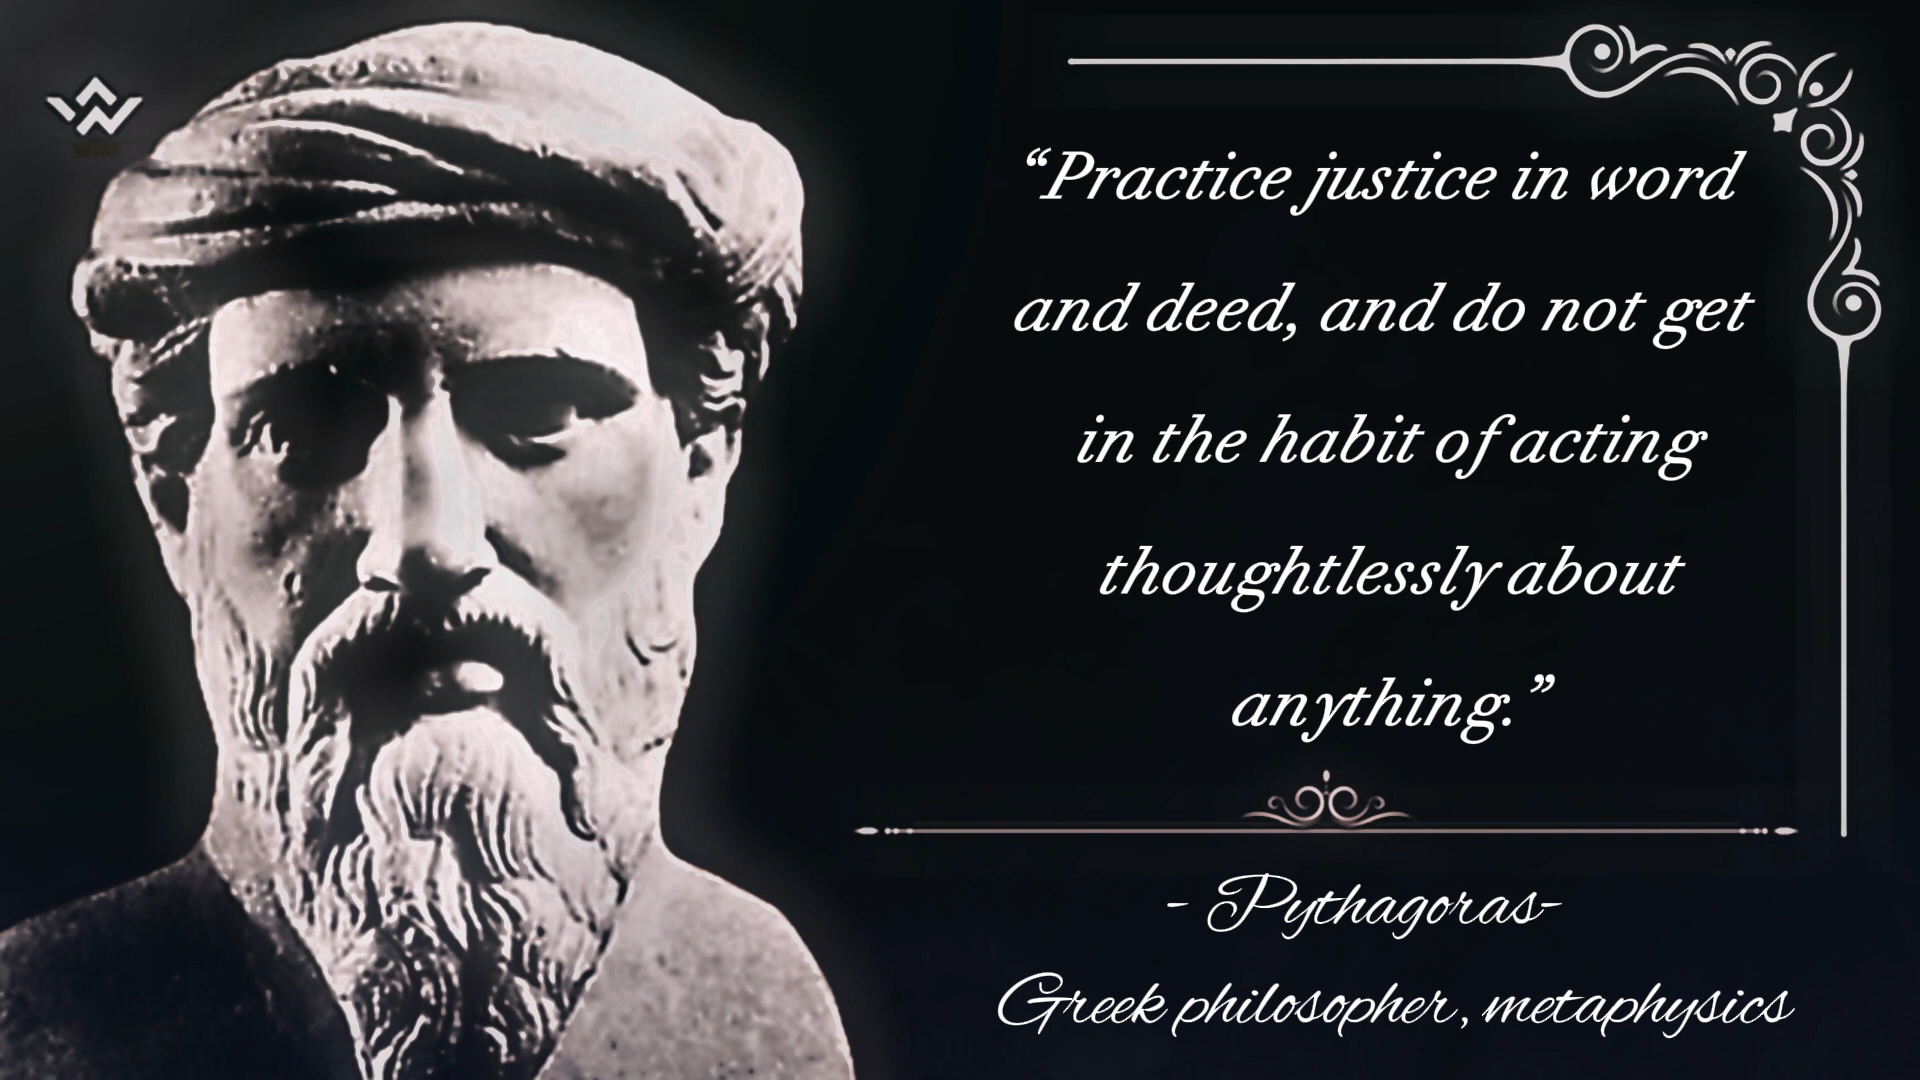 “Practice justice in word
and deed, and do not get
in the habit of acting
thoughtlessly about
anything.”
- Pythagoras-
Greek philosopher, metaphysics